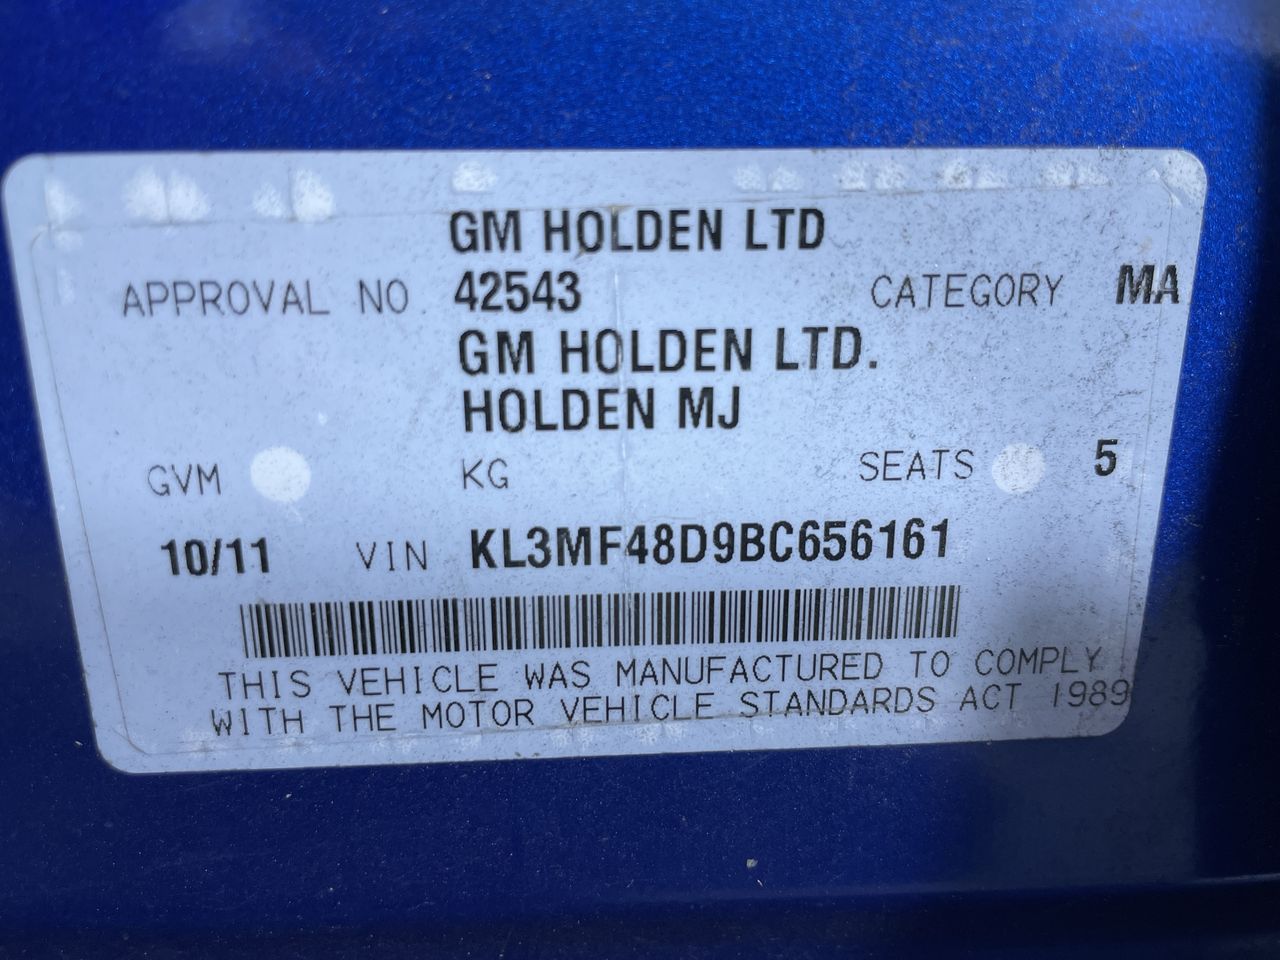 GM HOLDEN LTD
APPROVAL NO 42543 CATEGORY MA
GM HOLDEN LTD.
HOLDEN MJ
GVM KG SEATS 5
10/11 VIN KL3MF48D9BC656161
THIS VEHICLE WAS MANUFACTURED TO COMPLY
WITH THE MOTOR VEHICLE STANDARDS ACT 1989